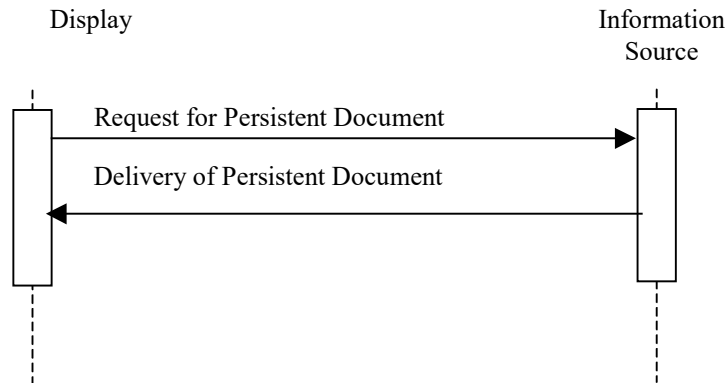 Display
Information
Source
Request for Persistent Document
Delivery of Persistent Document